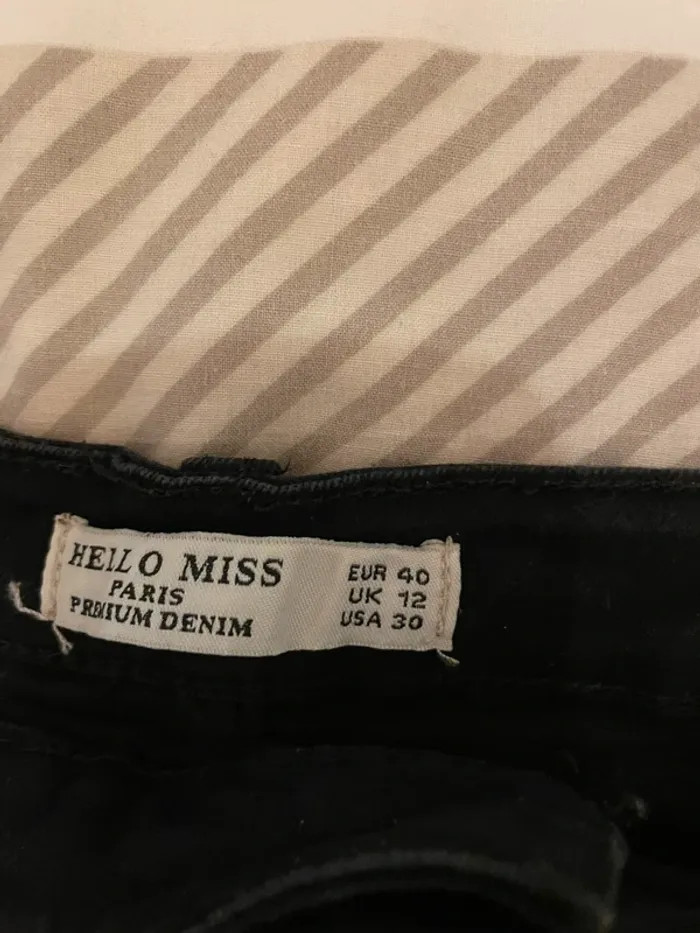 HELLO MISS
PARIS
PREMIUM DENIM
EUR 40
UK 12
USA 30